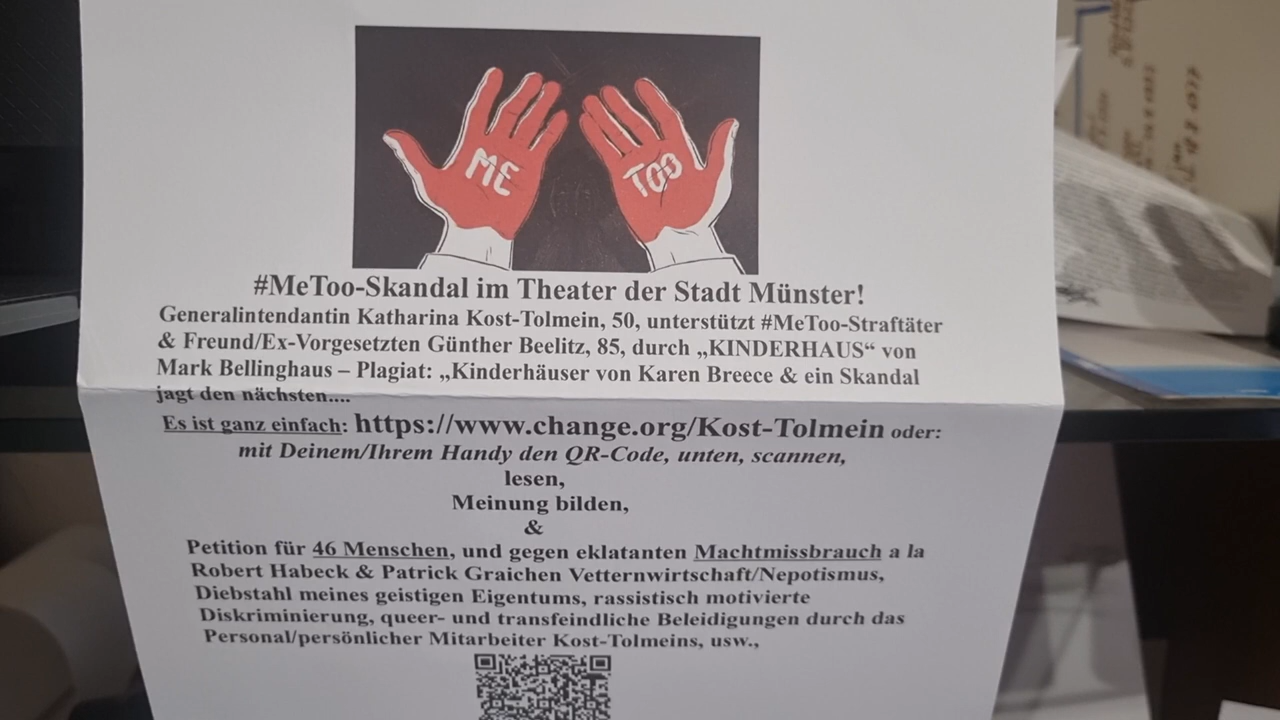 ME
TOO
#MeToo-Skandal im Theater der Stadt Münster!
Generalintendantin Katharina Kost-Tolmein, 50, unterstützt #MeToo-Straftäter
& Freund/Ex-Vorgesetzten Günther Beelitz, 85, durch „KINDERHAUS“ von
Mark Bellinghaus – Plagiat: „Kinderhäuser von Karen Breece & ein Skandal
jagt den nächsten....
Es ist ganz einfach: https://www.change.org/Kost-Tolmein oder:
mit Deinem/Ihrem Handy den QR-Code, unten, scannen,
lesen,
Meinung bilden,
&
Petition für 46 Menschen, und gegen eklatanten Machtmissbrauch a la
Robert Habeck & Patrick Graichen Vetternwirtschaft/Nepotismus,
Diebstahl meines geistigen Eigentums, rassistisch motivierte
Diskriminierung, queer- und transfeindliche Beleidigungen durch das
Personal/persönlicher Mitarbeiter Kost-Tolmeins, usw.,